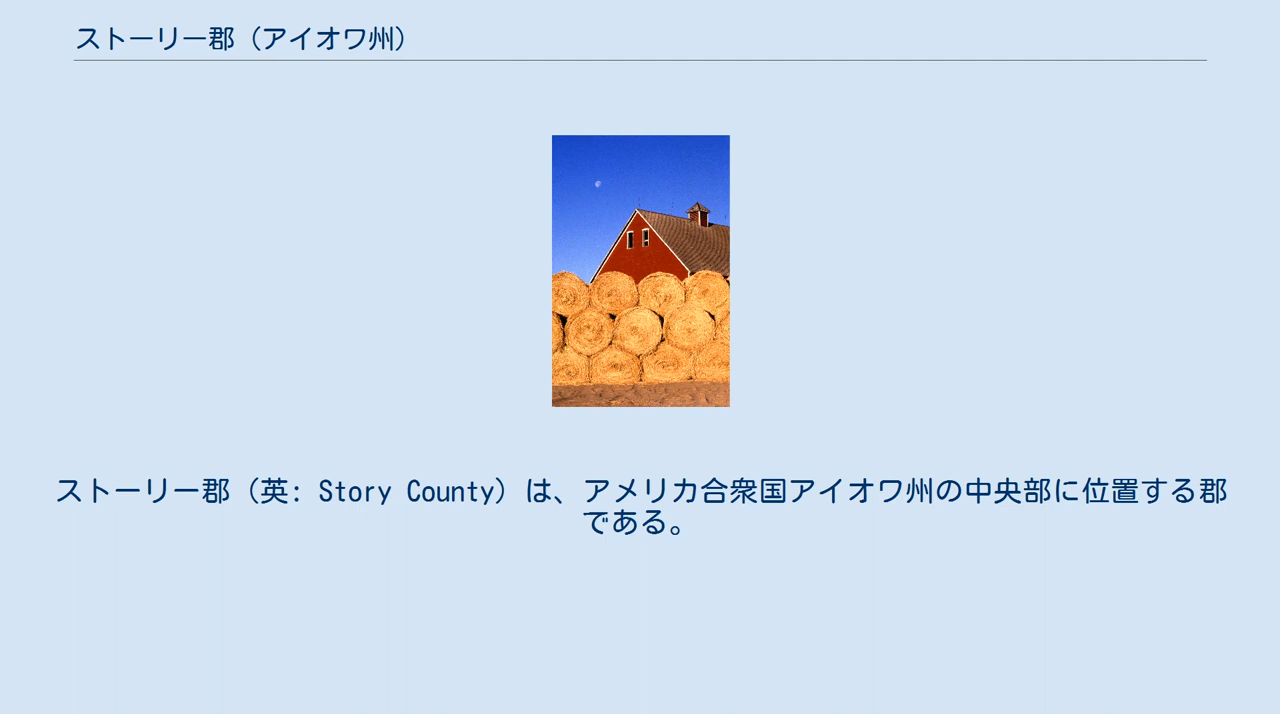 ストーリー郡（アイオワ州）
ストーリー郡（英: Story County）は、アメリカ合衆国アイオワ州の中央部に位置する郡
である。